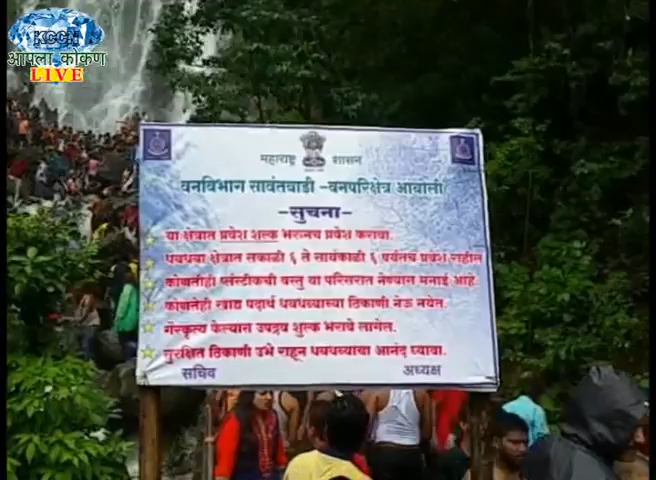 KCCN
आपला कोकण
LIVE
महाराष्ट्र शासन
वनविभाग सावंतवाडी -वनपरिक्षेत्र आंबोली
-सुचना-
या क्षेत्रात प्रवेश शुल्क भरुनच प्रवेश करावा.
धबधबा क्षेत्रात सकाळी ६ ते सायंकाळी ६ पर्यंतच प्रवेश राहील
कोणतीही प्लॅस्टीकची वस्तु या परिसरात नेण्यास मनाई आहे.
कोणतेही खाद्य पदार्थ धबधब्याच्या ठिकाणी नेऊ नयेत.
गैरकृत्य केल्यास उपद्रव शुल्क भरावे लागेल.
सुरक्षित ठिकाणी उभे राहून धबधब्यांचा आनंद घ्यावा.
सचिव अध्यक्ष